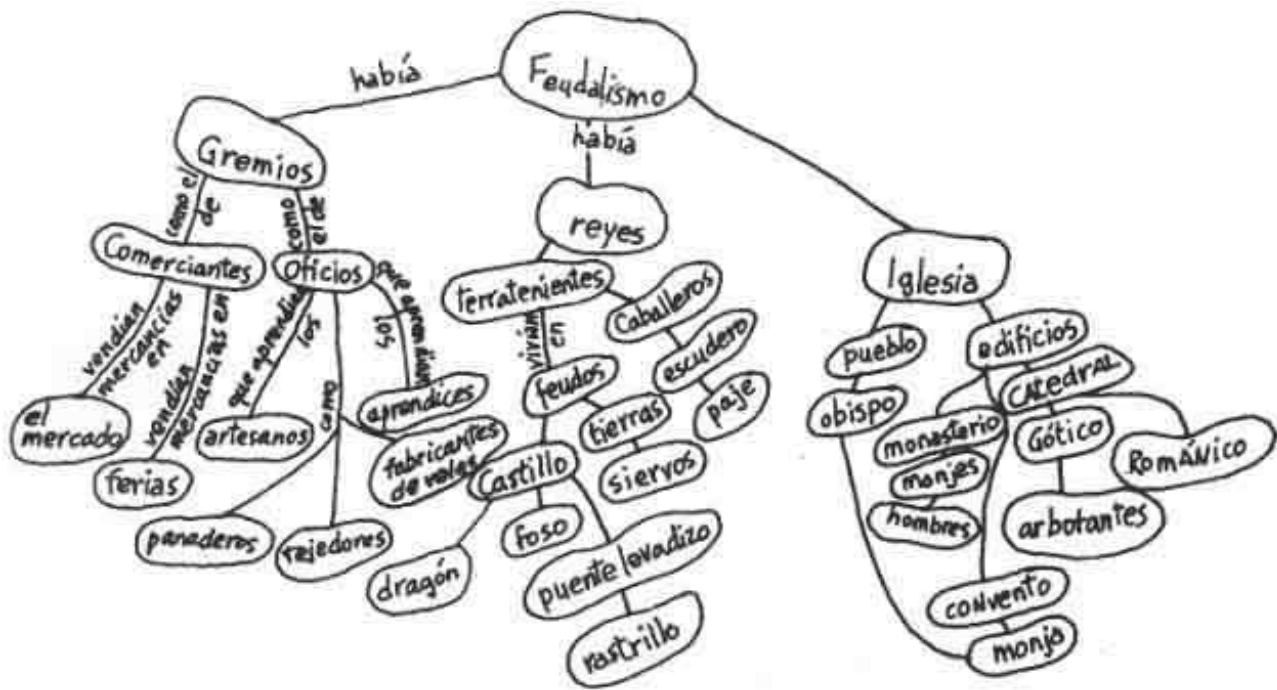 Feudalismo
había
había
Gremios
como el
de
como
el de
reyes
Iglesia
Comerciantes
Oficios
terratenientes
Caballeros
escudero
paje
vendían
mercancías
en
vendían
mercancías en
que aprendían
los
que aprendían
los
como
vivían
en
feudos
tierras
siervos
pueblo
obispo
edificios
CATEDRAL
monasterio
monjes
hombres
Gótico
ROMÁNICO
arbotantes
el
mercado
ferias
artesanos
aprendices
fabricantes
de velas
panaderos
tejedores
Castillo
dragón
foso
puente levadizo
rastrillo
convento
monja